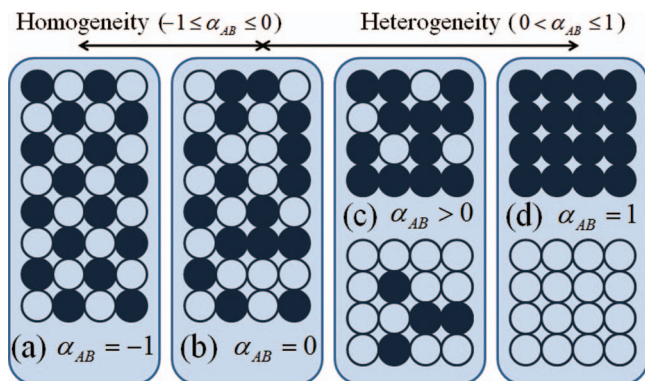 Homogeneity (−1 ≤ α_AB ≤ 0) Heterogeneity (0 < α_AB ≤ 1)
(c) α_AB > 0 (d) α_AB = 1
(a) α_AB = −1 (b) α_AB = 0